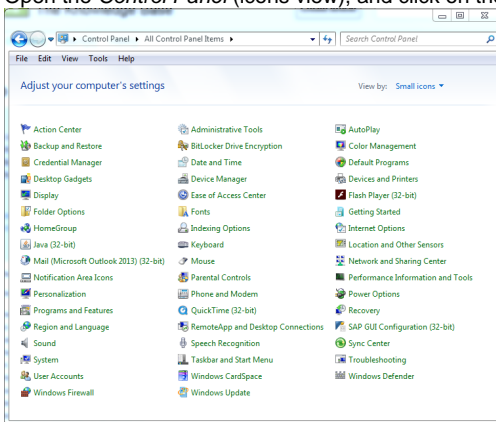 Open the Control Panel (icons view), and click on the
Control Panel ▸ All Control Panel Items ▸
Search Control Panel
File Edit View Tools Help
Adjust your computer's settings
View by: Small icons
Action Center
Administrative Tools
AutoPlay
Backup and Restore
BitLocker Drive Encryption
Color Management
Credential Manager
Date and Time
Default Programs
Desktop Gadgets
Device Manager
Devices and Printers
Display
Ease of Access Center
Flash Player (32-bit)
Folder Options
Fonts
Getting Started
HomeGroup
Indexing Options
Internet Options
Java (32-bit)
Keyboard
Location and Other Sensors
Mail (Microsoft Outlook 2013) (32-bit)
Mouse
Network and Sharing Center
Notification Area Icons
Parental Controls
Performance Information and Tools
Personalization
Phone and Modem
Power Options
Programs and Features
QuickTime (32-bit)
Recovery
Region and Language
RemoteApp and Desktop Connections
SAP GUI Configuration (32-bit)
Sound
Speech Recognition
Sync Center
System
Taskbar and Start Menu
Troubleshooting
User Accounts
Windows CardSpace
Windows Defender
Windows Firewall
Windows Update